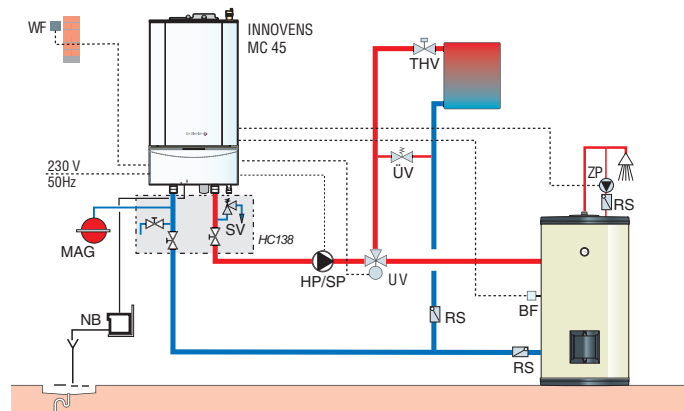 WF
INNOVENS
MC 45
THV
230 V
50Hz
ÜV
ZP
RS
MAG
SV
HC138
HP/SP
UV
BF
NB
RS
RS